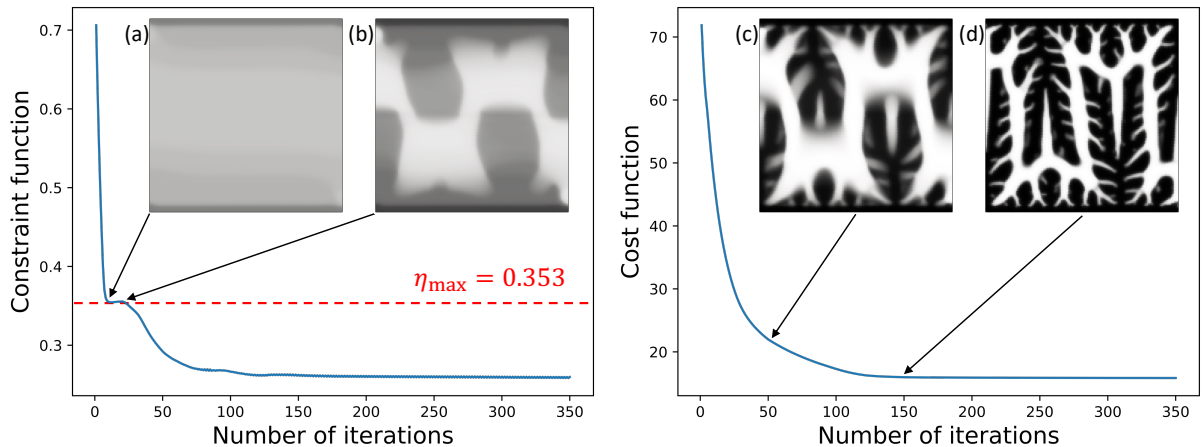 Constraint function
0.7
0.6
0.5
0.4
0.3
(a)
(b)
η_max = 0.353
0 50 100 150 200 250 300 350
Number of iterations
Cost function
70
60
50
40
30
20
(c)
(d)
0 50 100 150 200 250 300 350
Number of iterations